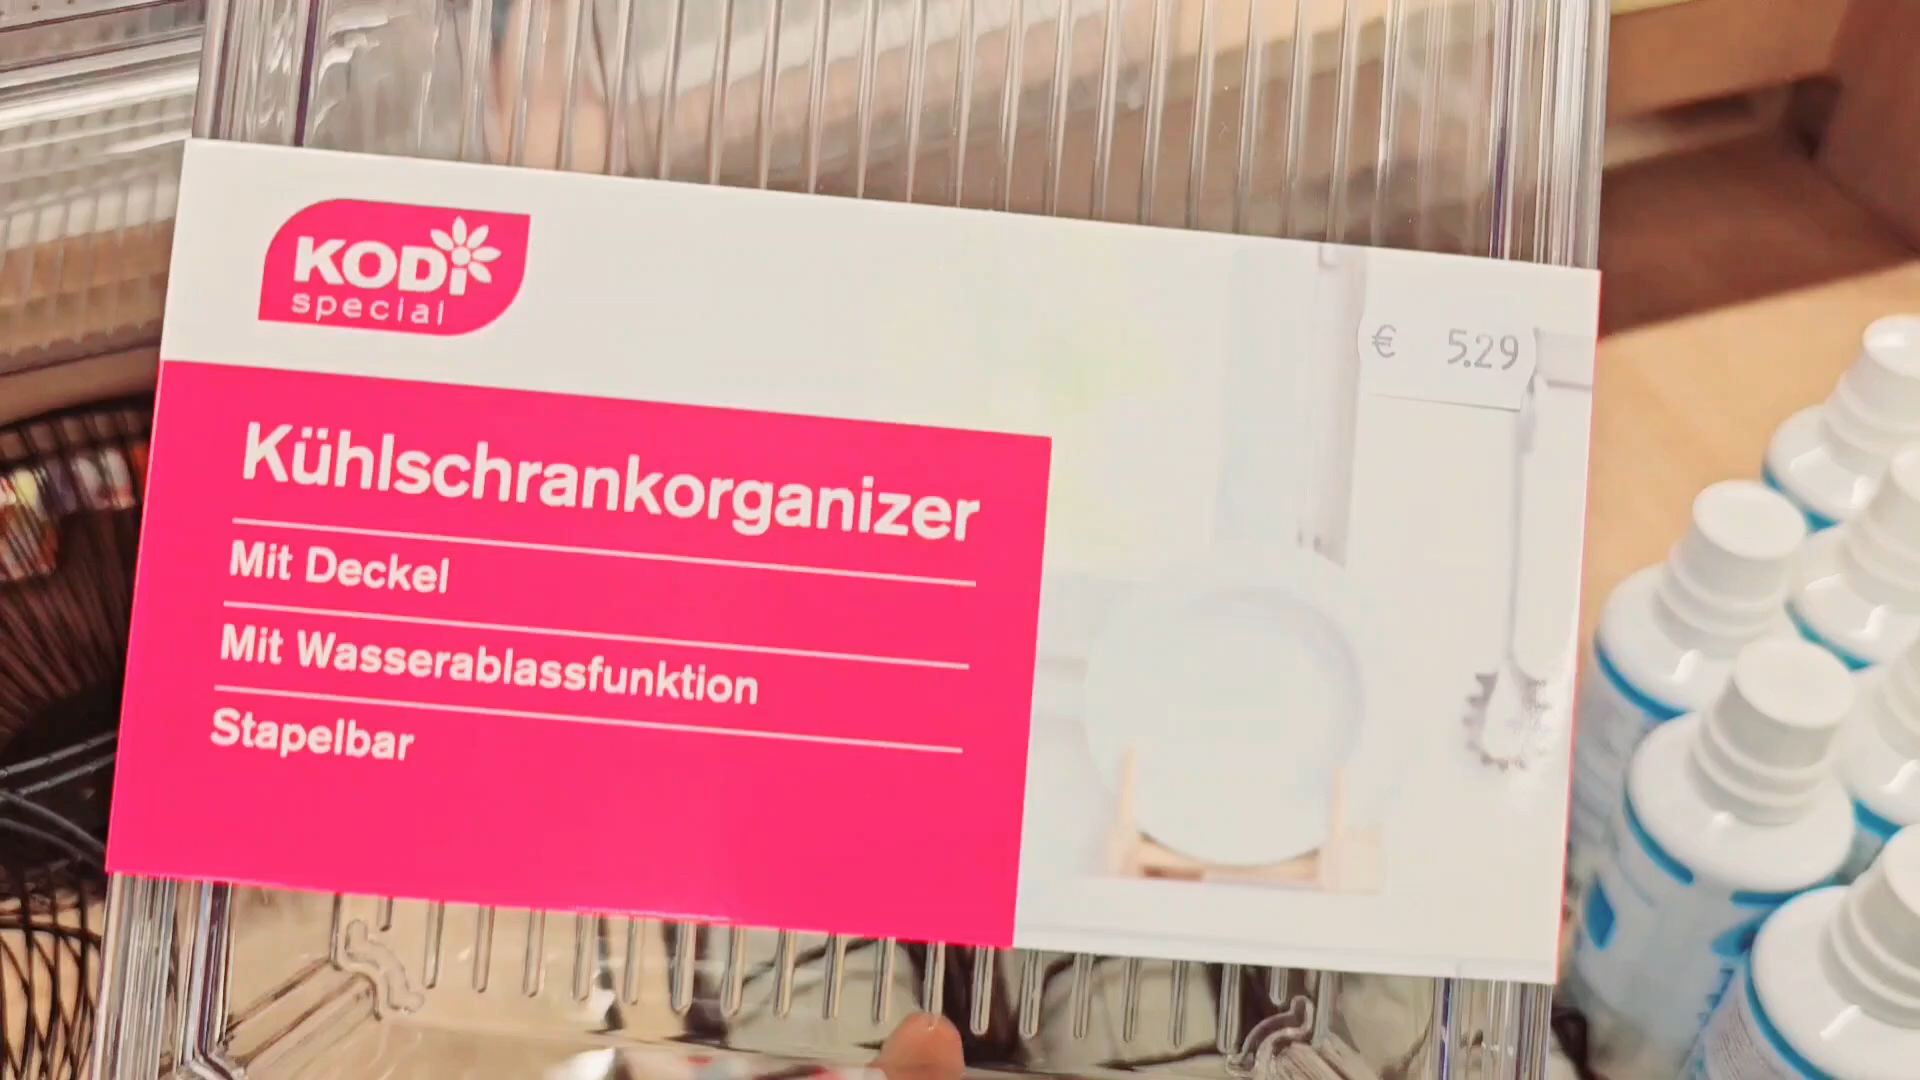 KODi
special
€ 5.29
Kühlschrankorganizer
Mit Deckel
Mit Wasserablassfunktion
Stapelbar